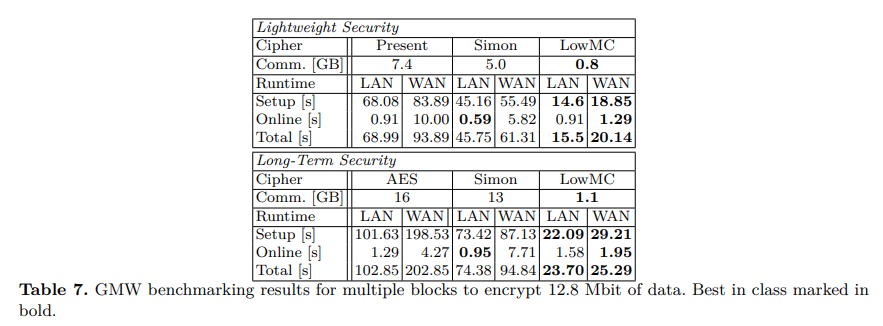 Lightweight Security
Cipher Present Simon LowMC
Comm. [GB] 7.4 5.0 0.8
Runtime LAN WAN LAN WAN LAN WAN
Setup [s] 68.08 83.89 45.16 55.49 14.6 18.85
Online [s] 0.91 10.00 0.59 5.82 0.91 1.29
Total [s] 68.99 93.89 45.75 61.31 15.5 20.14
Long-Term Security
Cipher AES Simon LowMC
Comm. [GB] 16 13 1.1
Runtime LAN WAN LAN WAN LAN WAN
Setup [s] 101.63 198.53 73.42 87.13 22.09 29.21
Online [s] 1.29 4.27 0.95 7.71 1.58 1.95
Total [s] 102.85 202.85 74.38 94.84 23.70 25.29
Table 7. GMW benchmarking results for multiple blocks to encrypt 12.8 Mbit of data. Best in class marked in
bold.